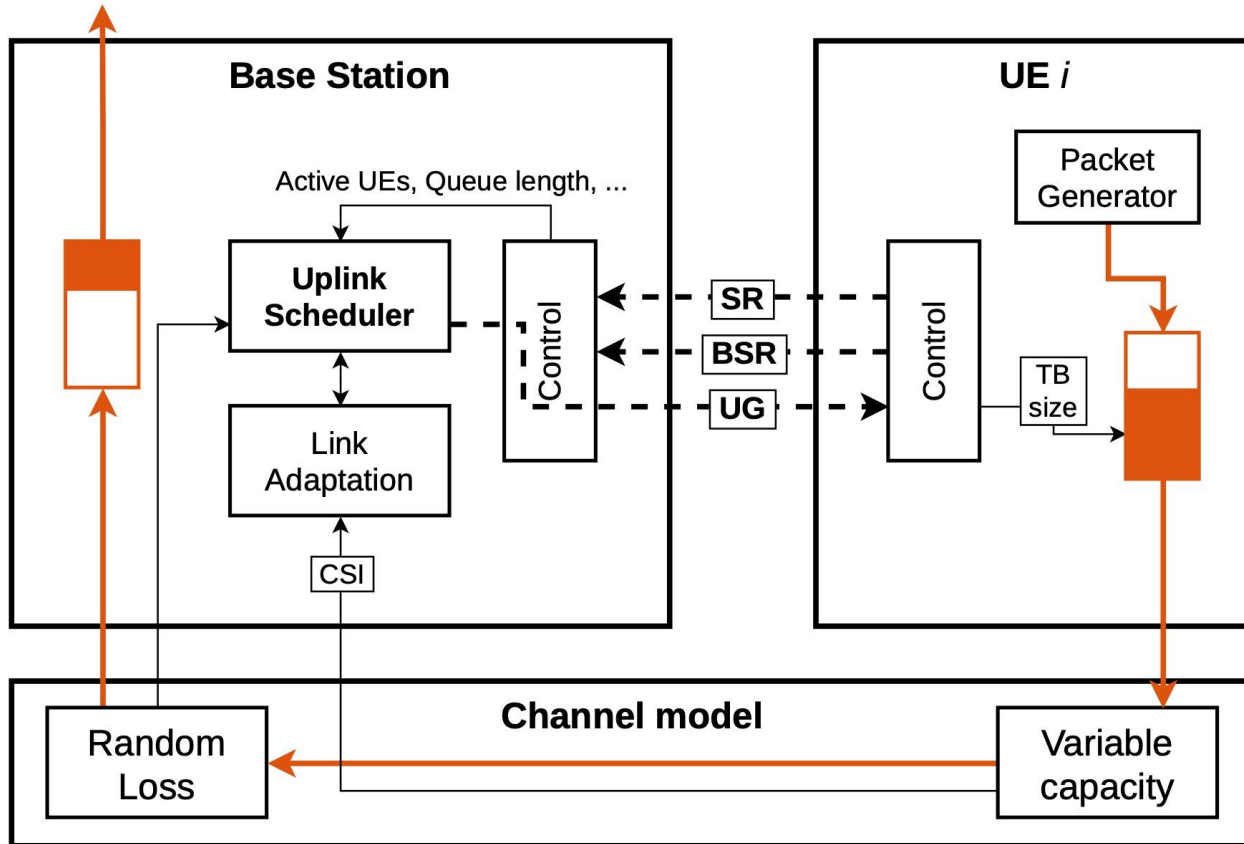 Base Station
UE i
Packet
Generator
Active UEs, Queue length, ...
Uplink
Scheduler
Control
SR
BSR
UG
Control
TB
size
Link
Adaptation
CSI
Channel model
Random
Loss
Variable
capacity